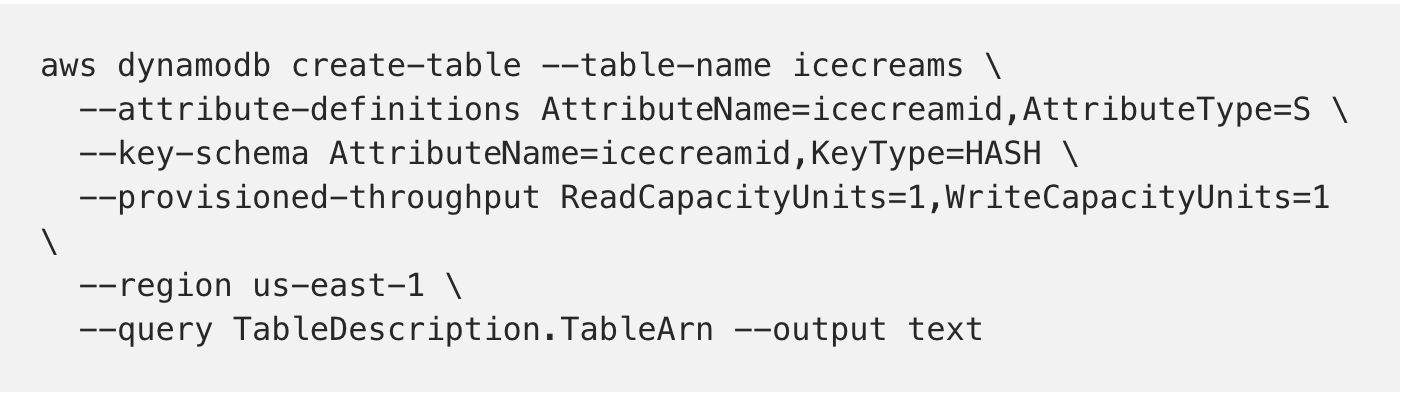 aws dynamodb create-table --table-name icecreams \
  --attribute-definitions AttributeName=icecreamid,AttributeType=S \
  --key-schema AttributeName=icecreamid,KeyType=HASH \
  --provisioned-throughput ReadCapacityUnits=1,WriteCapacityUnits=1
\
  --region us-east-1 \
  --query TableDescription.TableArn --output text